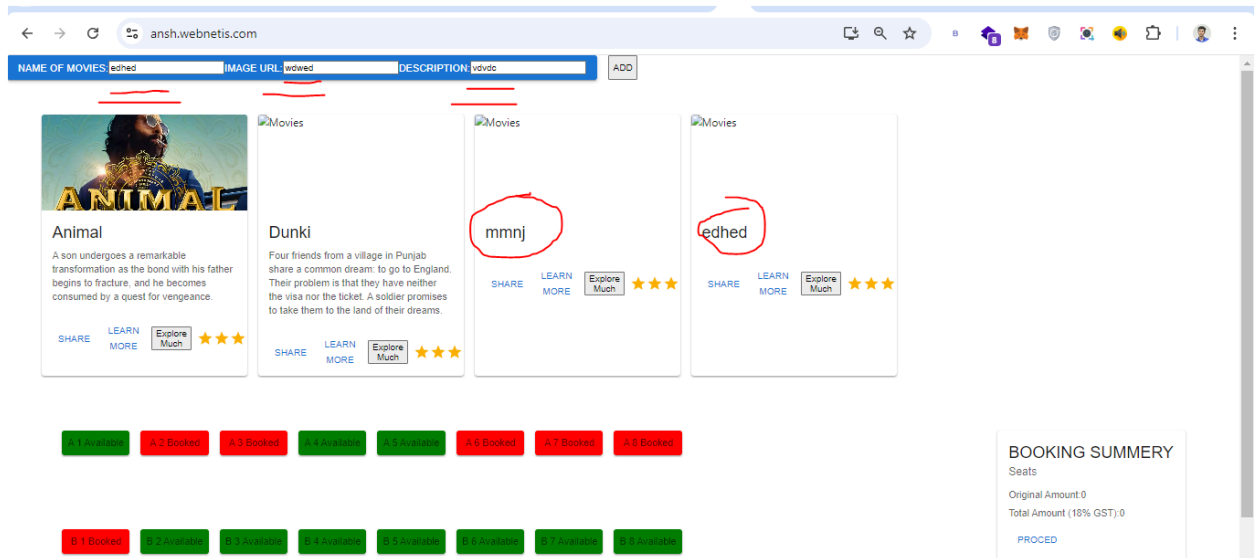 ansh.webnetis.com
NAME OF MOVIES: edhed IMAGE URL: wdwed DESCRIPTION: vdvdc ADD
Movies Movies Movies
ANIMAL
Animal Dunki mmnj edhed
A son undergoes a remarkable
transformation as the bond with his father
begins to fracture, and he becomes
consumed by a quest for vengeance.
SHARE LEARN MORE Explore Much
Four friends from a village in Punjab
share a common dream: to go to England.
Their problem is that they have neither
the visa nor the ticket. A soldier promises
to take them to the land of their dreams.
SHARE LEARN MORE Explore Much
SHARE LEARN MORE Explore Much
SHARE LEARN MORE Explore Much
A 1 Available A 2 Booked A 3 Booked A 4 Available A 5 Available A 6 Booked A 7 Booked A 8 Booked
BOOKING SUMMERY
Seats
Original Amount:0
Total Amount (18% GST):0
PROCED
B 1 Booked B 2 Available B 3 Available B 4 Available B 5 Available B 6 Available B 7 Available B 8 Available